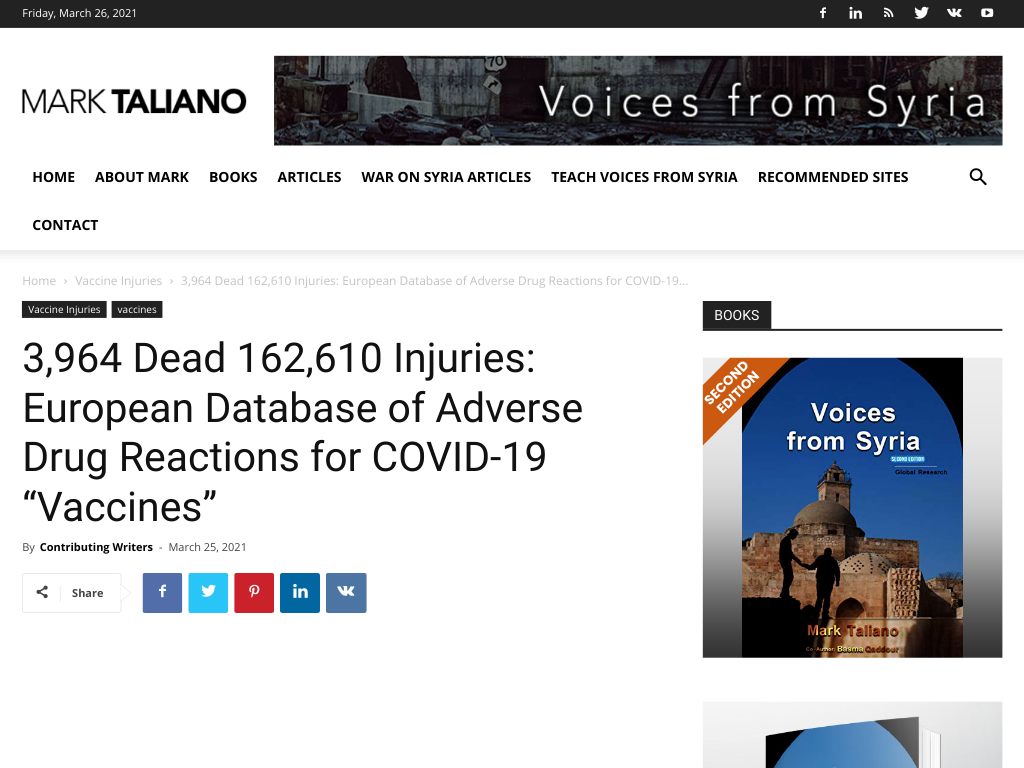 Friday, March 26, 2021
MARK TALIANO
70
Voices from Syria
HOME ABOUT MARK BOOKS ARTICLES WAR ON SYRIA ARTICLES TEACH VOICES FROM SYRIA RECOMMENDED SITES
CONTACT
Home › Vaccine Injuries › 3,964 Dead 162,610 Injuries: European Database of Adverse Drug Reactions for COVID-19...
Vaccine Injuries vaccines
3,964 Dead 162,610 Injuries:
European Database of Adverse
Drug Reactions for COVID-19
“Vaccines”
By Contributing Writers - March 25, 2021
Share
BOOKS
SECOND
EDITION
Voices
from Syria
SECOND EDITION
Global Research
Mark Taliano
Co-Author: Basma Qaddour